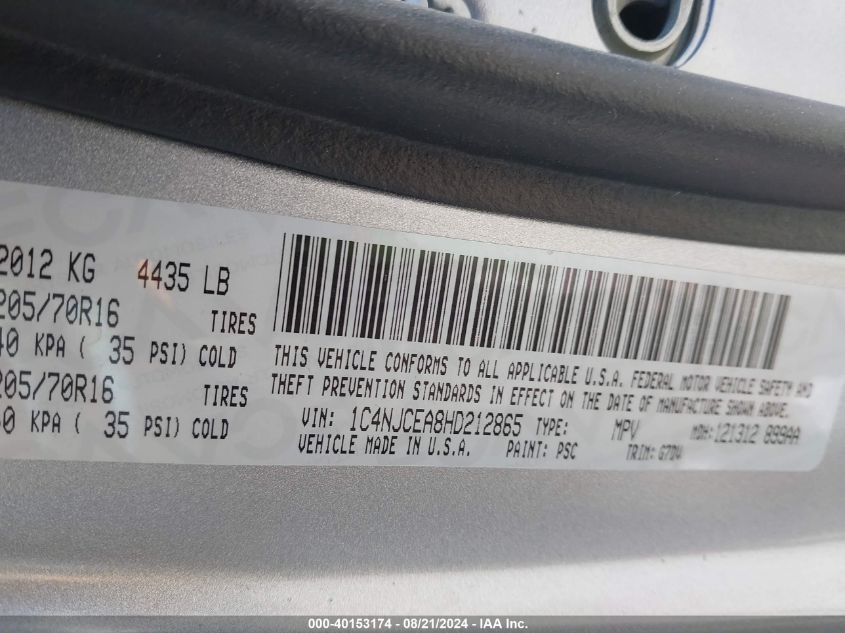 2012 KG 4435 LB
205/70R16 TIRES
40 KPA ( 35 PSI) COLD
205/70R16 TIRES
0 KPA ( 35 PSI) COLD
THIS VEHICLE CONFORMS TO ALL APPLICABLE U.S.A. FEDERAL MOTOR VEHICLE SAFETY AND
THEFT PREVENTION STANDARDS IN EFFECT ON THE DATE OF MANUFACTURE SHOWN ABOVE.
VIN: 1C4NJCEA8HD212865 TYPE: MPV MDH:121312 899AA
VEHICLE MADE IN U.S.A. PAINT: PSC TRIM: G7DV
000-40153174 - 08/21/2024 - IAA Inc.